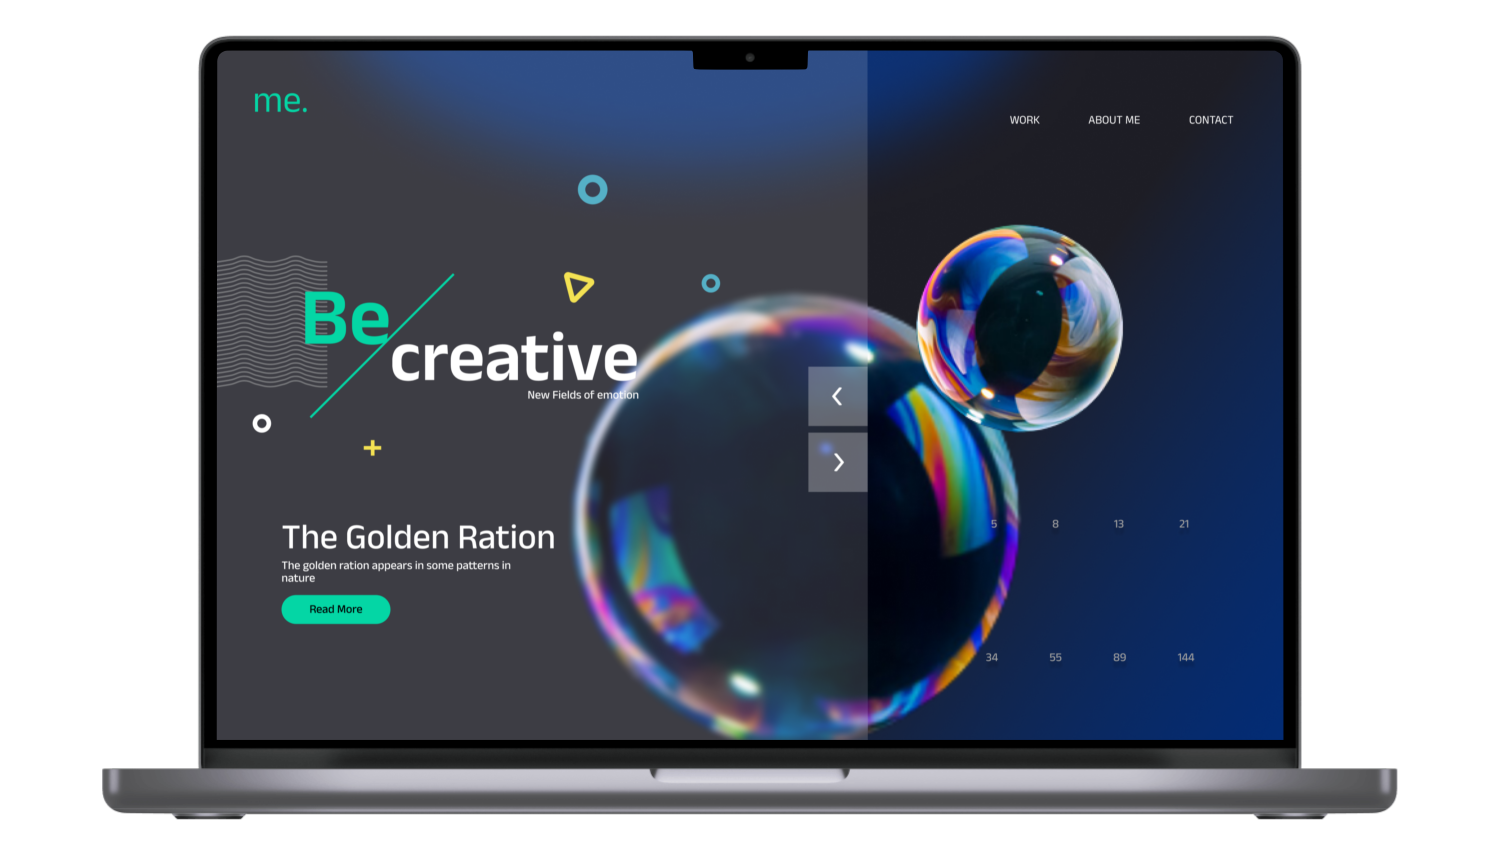 me.
WORK ABOUT ME CONTACT
Be
creative
New Fields of emotion
The Golden Ration
The golden ration appears in some patterns in
nature
Read More
5 8 13 21
34 55 89 144